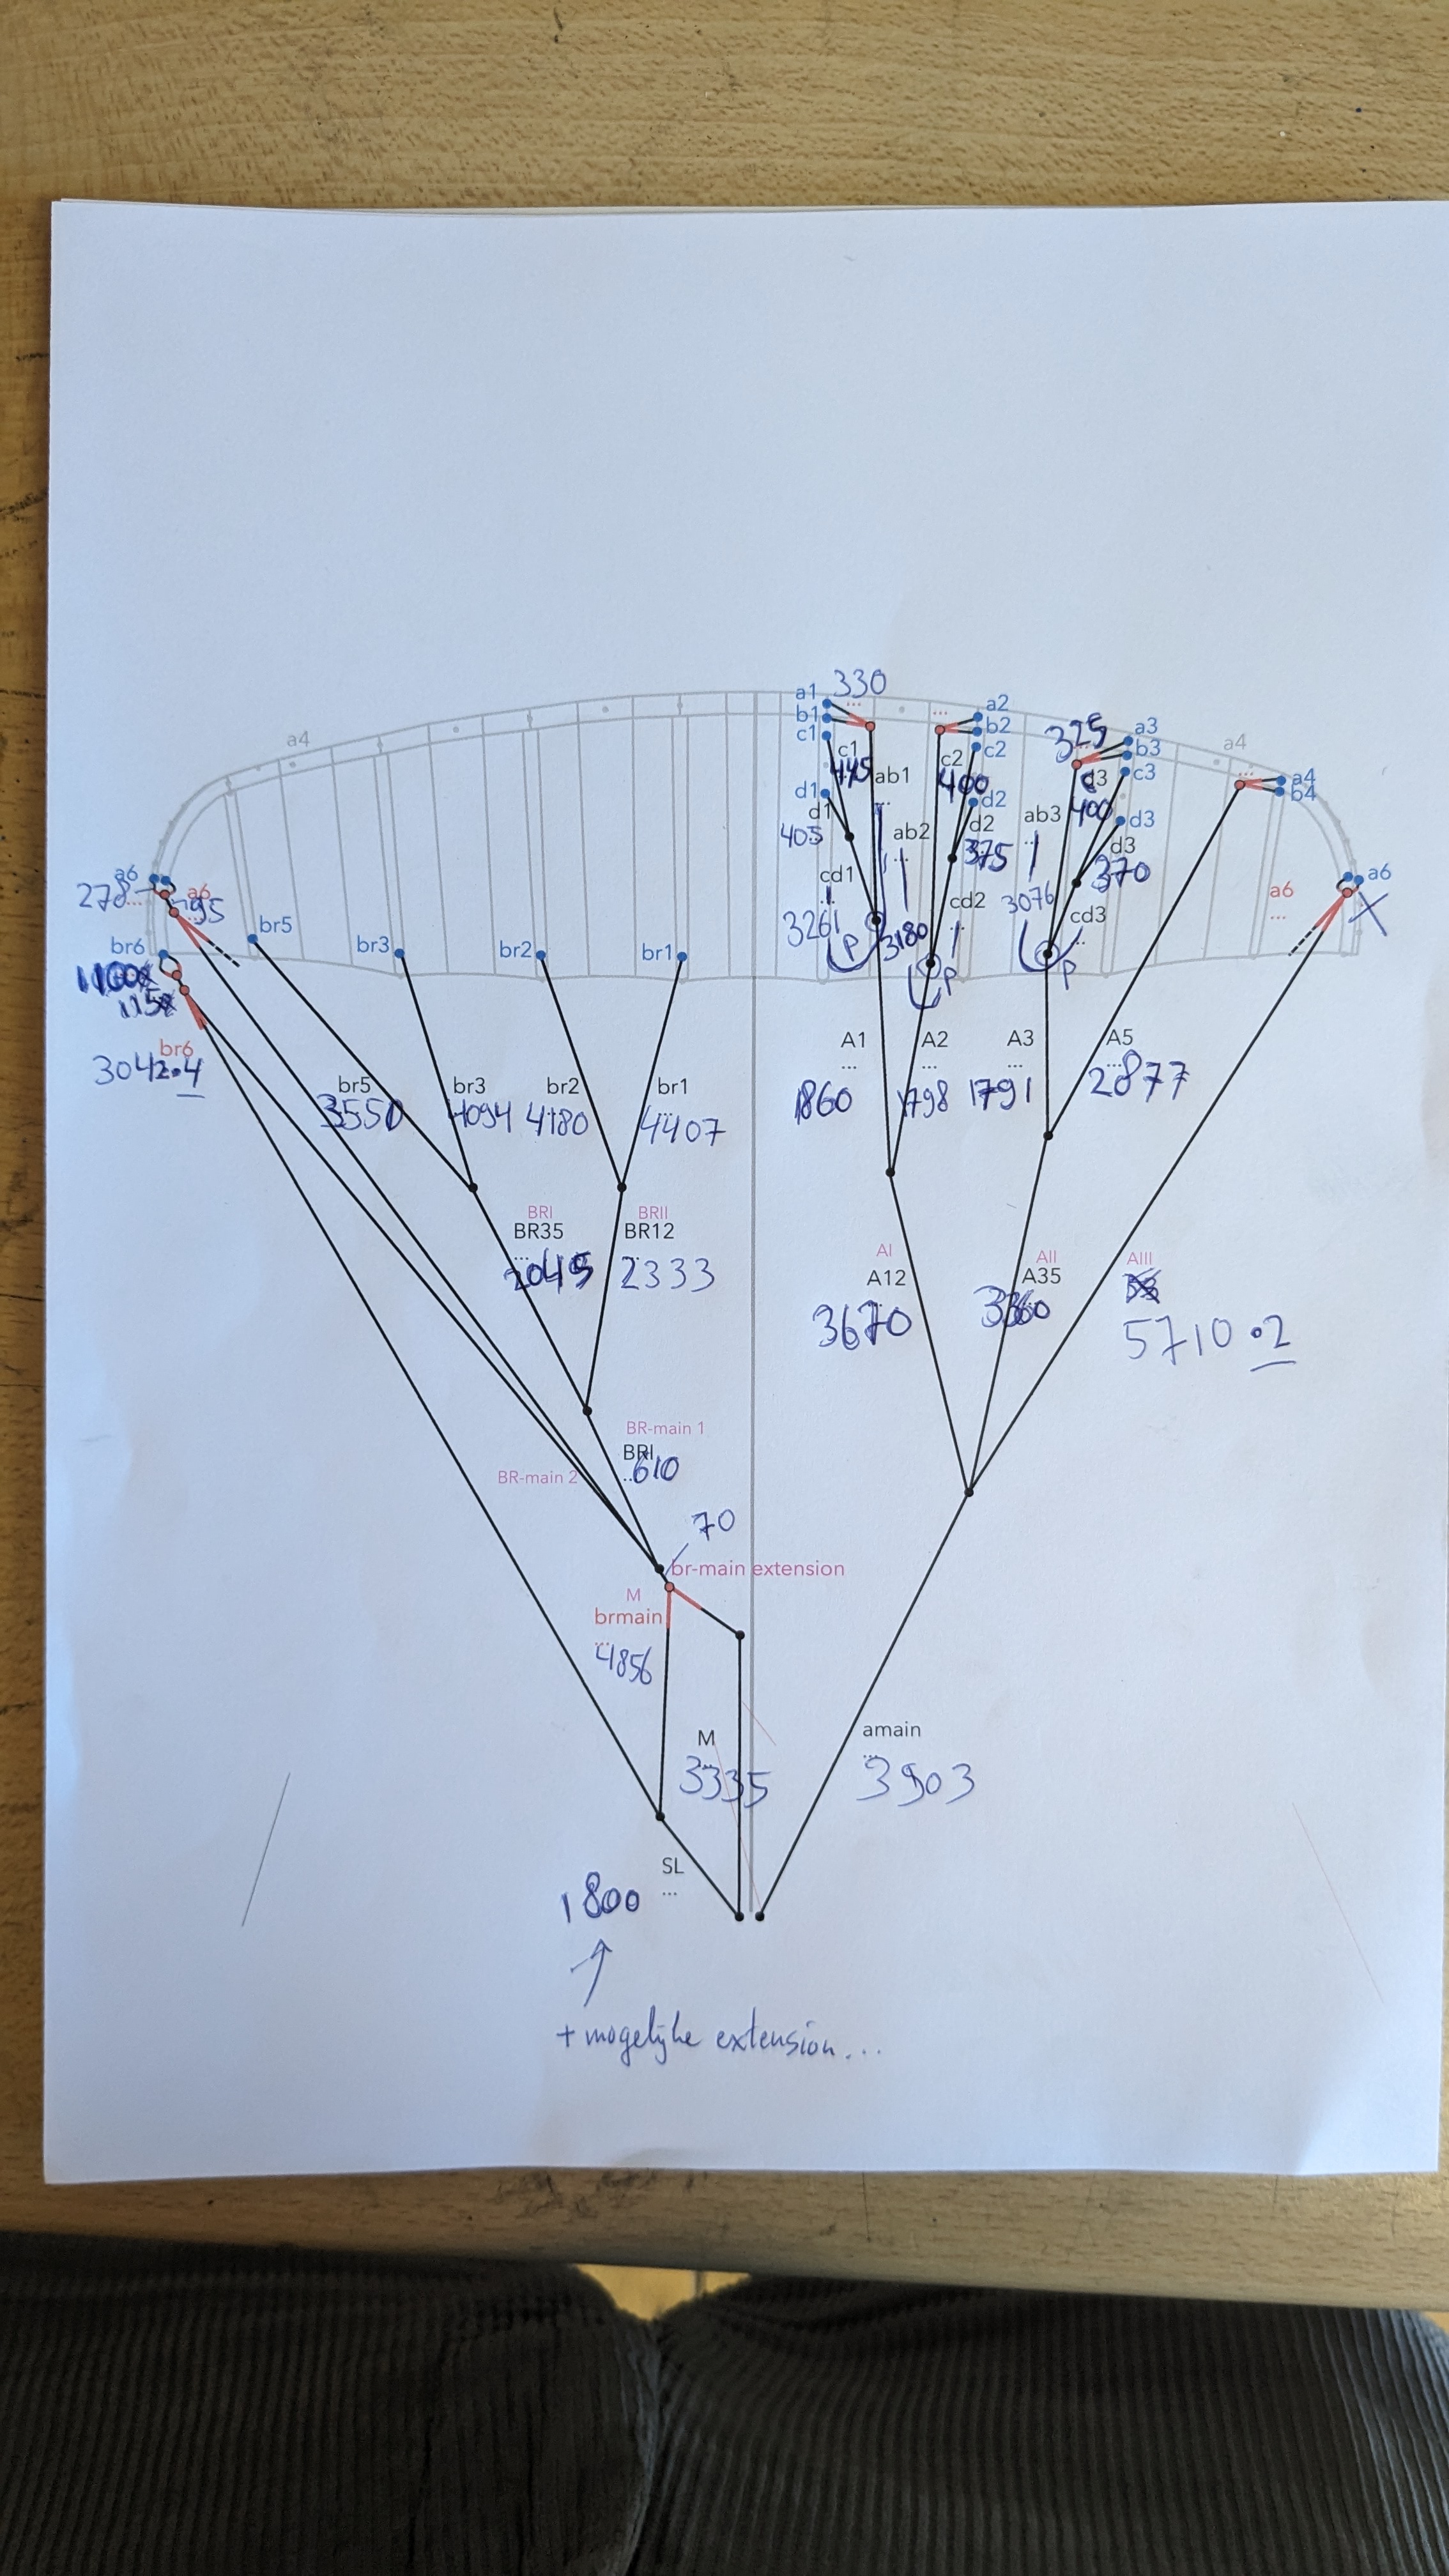 a1 330
a2
b1
b2
c1
c2
a4
325
a3
b3
c3
a4
a4
b4
c1
445
ab1
c2
400
d3
d1
d1
405
d2
d2
375
ab2
ab3
400
d3
d3
370
cd1
cd2
cd3
3261
P
3180
P
3076
P
a6
278
a6
95
a6
a6
X
br6
br5
br3
br2
br1
1100
115
br6
3042.4
br5
3550
br3
4094
br2
4180
br1
4407
A1
1860
A2
1798
A3
1791
A5
2877
BRI
BR35
2045
BRII
BR12
2333
AI
A12
3670
AII
A35
3360
AIII
5710.2
BR-main 1
BRI
610
BR-main 2
70
br-main extension
M
brmain
4856
M
3335
amain
3903
SL
1800
+ mogelijke extension...